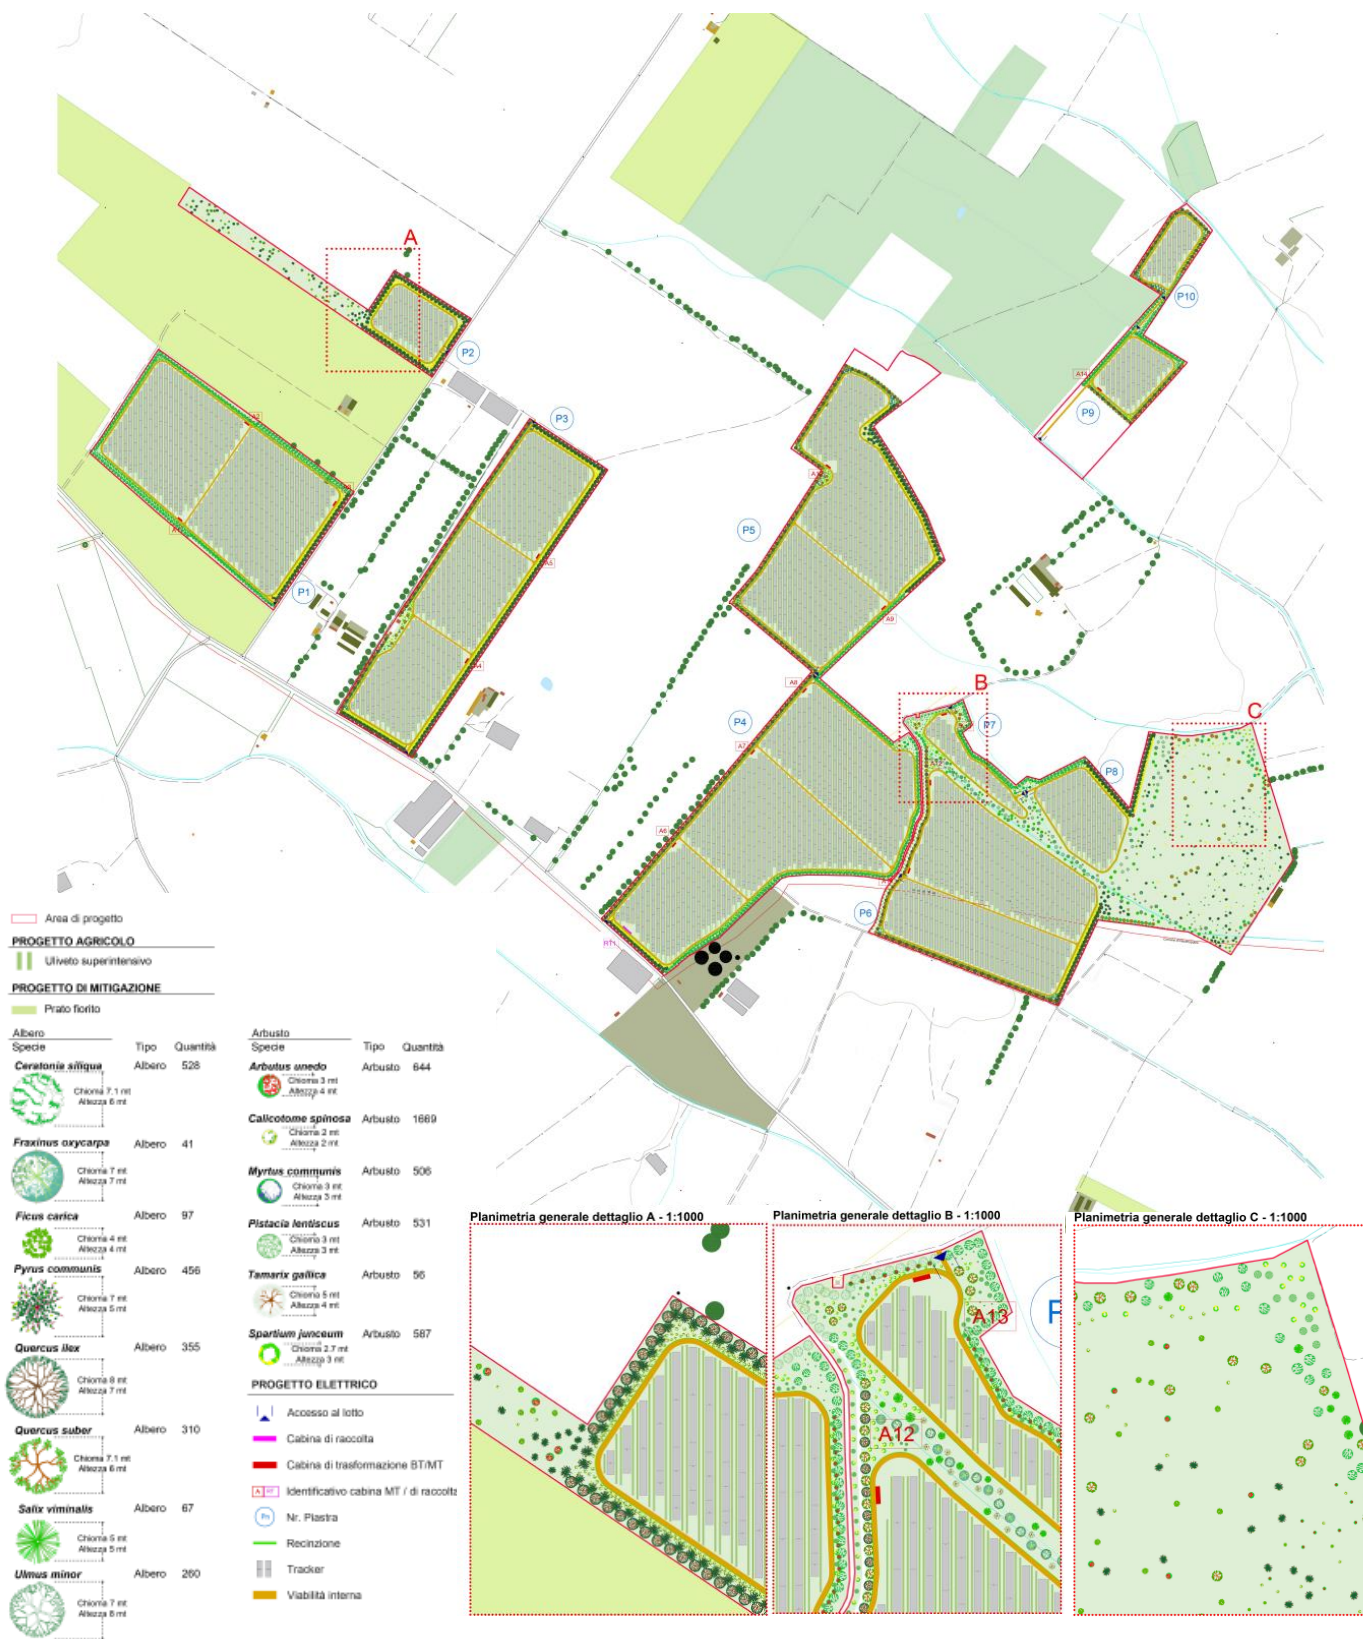 A
P2
P3
P1
A2
A5
A4
P10
A14
P9
P5
A9
A8
P4
A7
A6
B
P7
C
P8
P6
Area di progetto
PROGETTO AGRICOLO
Uliveto superintensivo
PROGETTO DI MITIGAZIONE
Prato fiorito
Albero
Specie Tipo Quantità
Ceratonia siliqua Albero 528
Chioma 7.1 mt
Altezza 6 mt
Fraxinus oxycarpa Albero 41
Chioma 7 mt
Altezza 7 mt
Ficus carica Albero 97
Chioma 4 mt
Altezza 4 mt
Pyrus communis Albero 456
Chioma 7 mt
Altezza 5 mt
Quercus ilex Albero 355
Chioma 8 mt
Altezza 7 mt
Quercus suber Albero 310
Chioma 7.1 mt
Altezza 6 mt
Salix viminalis Albero 67
Chioma 5 mt
Altezza 5 mt
Ulmus minor Albero 260
Chioma 7 mt
Altezza 8 mt
Arbusto
Specie Tipo Quantità
Arbutus unedo Arbusto 644
Chioma 3 mt
Altezza 4 mt
Calicotome spinosa Arbusto 1669
Chioma 2 mt
Altezza 2 mt
Myrtus communis Arbusto 506
Chioma 3 mt
Altezza 3 mt
Pistacia lentiscus Arbusto 531
Chioma 3 mt
Altezza 3 mt
Tamarix gallica Arbusto 56
Chioma 5 mt
Altezza 4 mt
Spartium junceum Arbusto 587
Chioma 2.7 mt
Altezza 3 mt
PROGETTO ELETTRICO
Accesso al lotto
Cabina di raccolta
Cabina di trasformazione BT/MT
Identificativo cabina MT / di raccolta
Pn Nr. Piastra
Recinzione
Tracker
Viabilità interna
Planimetria generale dettaglio A - 1:1000
Planimetria generale dettaglio B - 1:1000
A13
A12
Planimetria generale dettaglio C - 1:1000